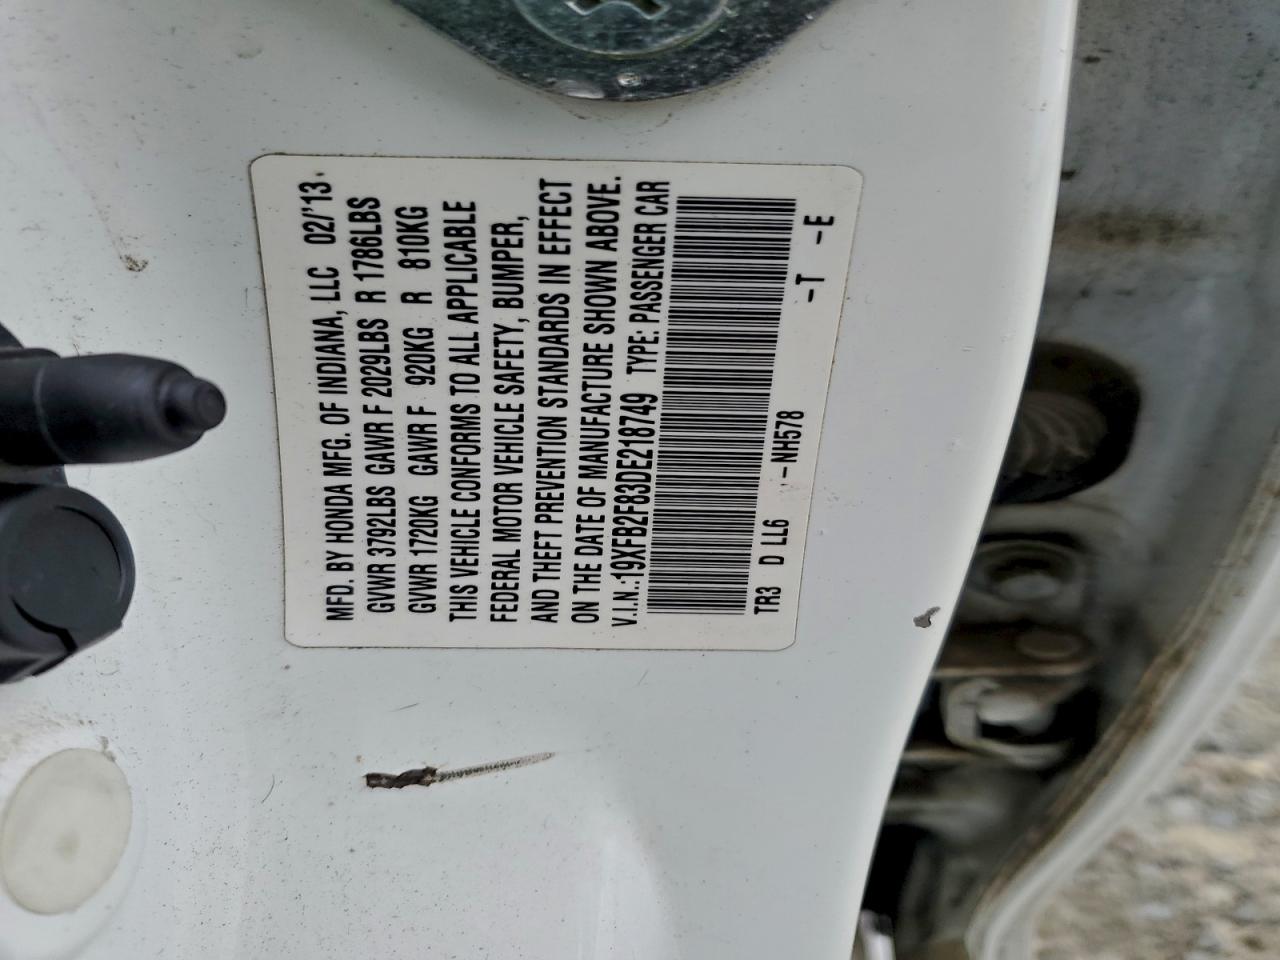 MFD. BY HONDA MFG. OF INDIANA, LLC 02/'13
GVWR 3792LBS GAWR F 2029LBS R 1786LBS
GVWR 1720KG GAWR F 920KG R 810KG
THIS VEHICLE CONFORMS TO ALL APPLICABLE
FEDERAL MOTOR VEHICLE SAFETY, BUMPER,
AND THEFT PREVENTION STANDARDS IN EFFECT
ON THE DATE OF MANUFACTURE SHOWN ABOVE.
V.I.N.:19XFB2F83DE218749 TYPE: PASSENGER CAR
TR3 D LL6 -NH578 -T -E